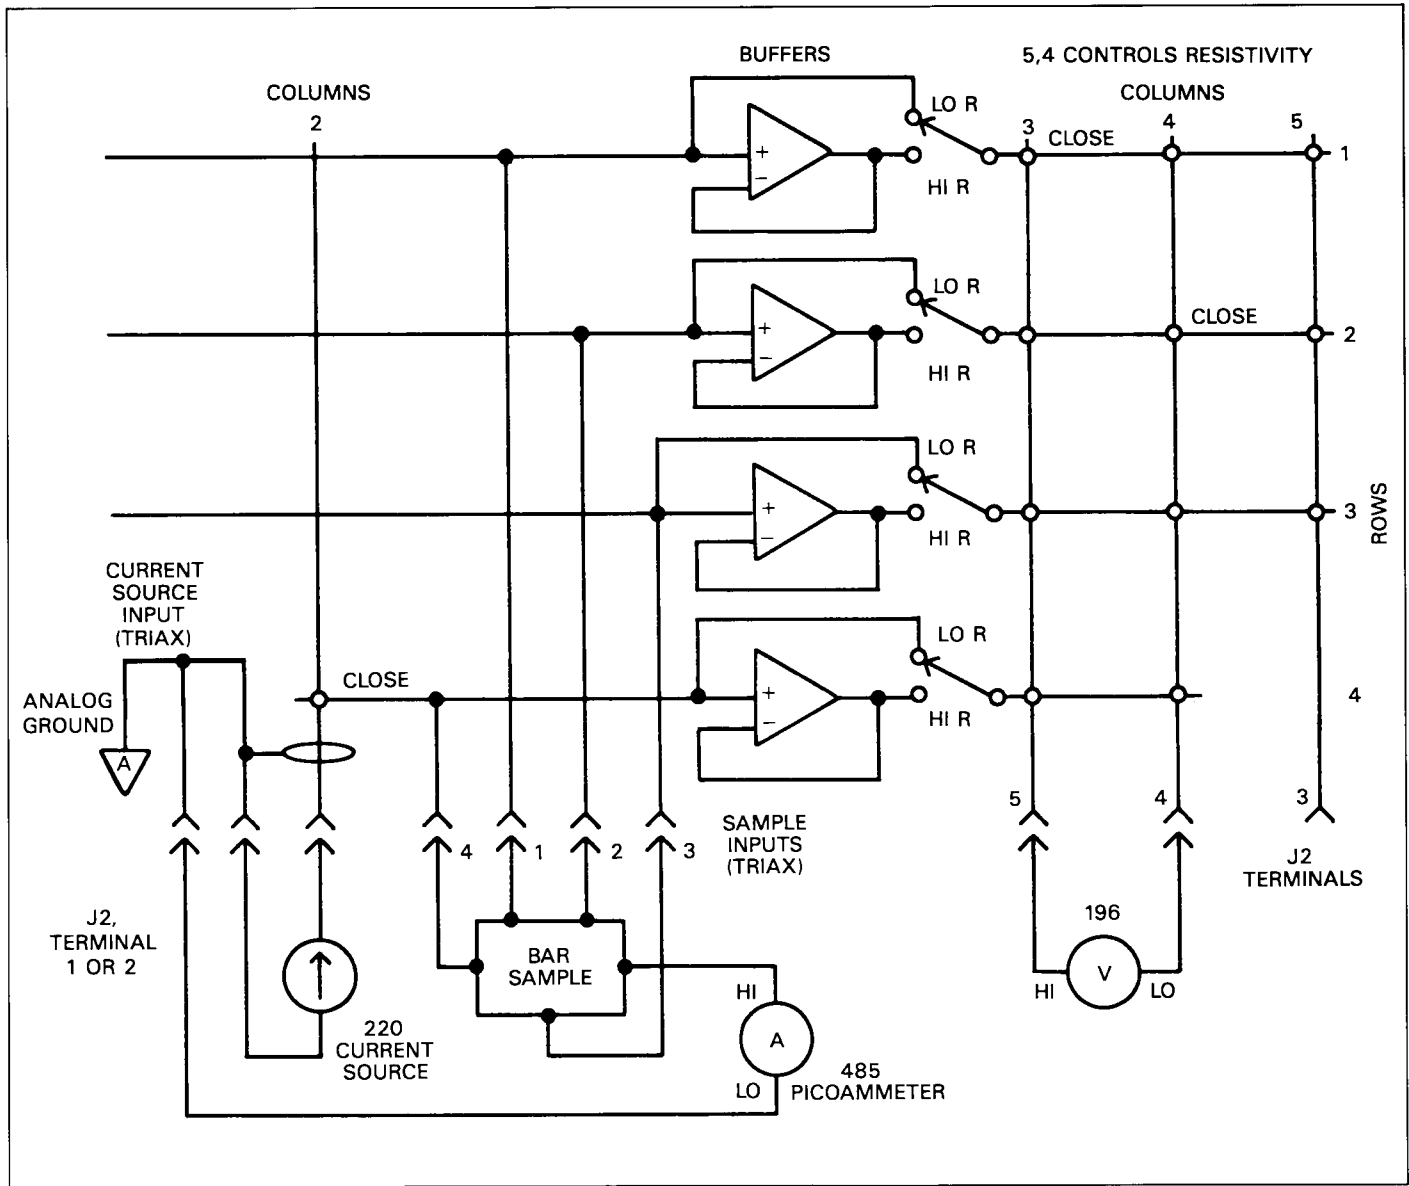 BUFFERS
5,4 CONTROLS RESISTIVITY
COLUMNS
2
COLUMNS
3
4
5
LO R
CLOSE
1
+
−
HI R
LO R
CLOSE
2
+
−
HI R
LO R
3
+
−
HI R
ROWS
CURRENT
SOURCE
INPUT
(TRIAX)
LO R
CLOSE
4
+
−
HI R
ANALOG
GROUND
A
5
4
3
4
1
2
3
SAMPLE
INPUTS
(TRIAX)
J2
TERMINALS
J2,
TERMINAL
1 OR 2
BAR
SAMPLE
196
V
HI
LO
HI
A
LO
220
CURRENT
SOURCE
485
PICOAMMETER